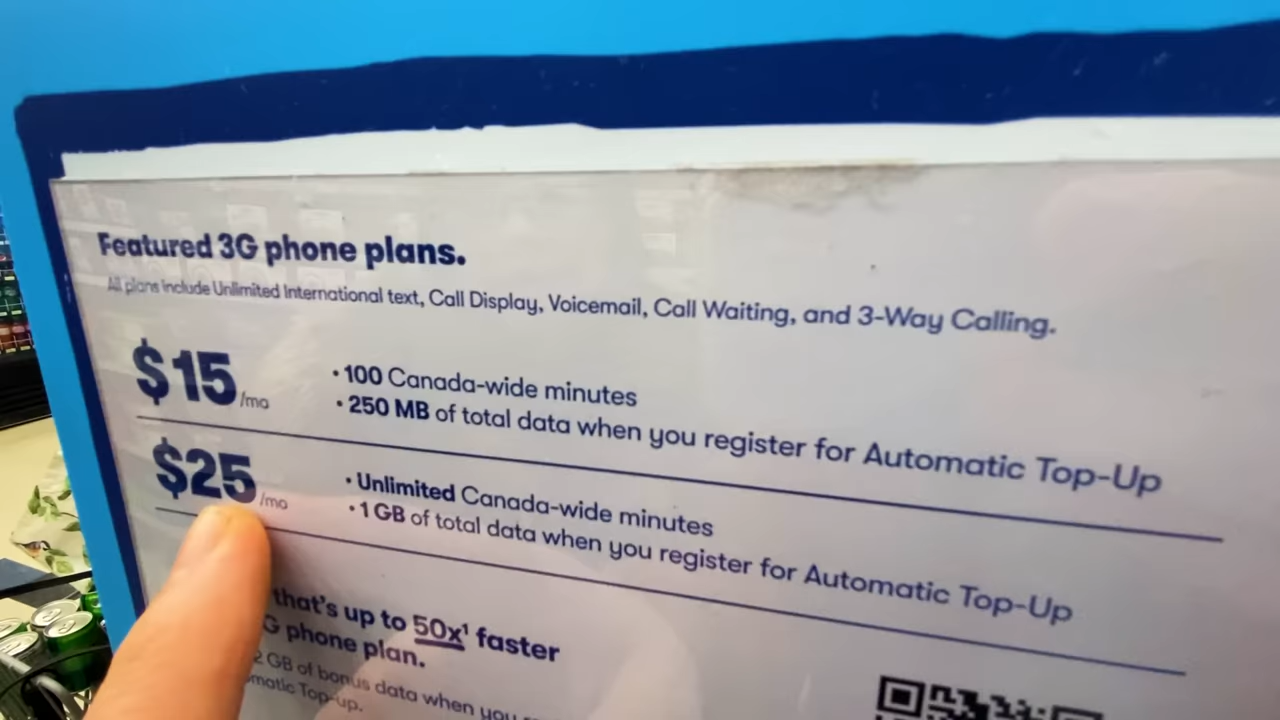 Featured 3G phone plans.
All plans include Unlimited International text, Call Display, Voicemail, Call Waiting, and 3-Way Calling.
$15/mo
• 100 Canada-wide minutes
• 250 MB of total data when you register for Automatic Top-Up
$25/mo
• Unlimited Canada-wide minutes
• 1 GB of total data when you register for Automatic Top-Up
that's up to 50x¹ faster
G phone plan.
2 GB of bonus data when you
Top-up.